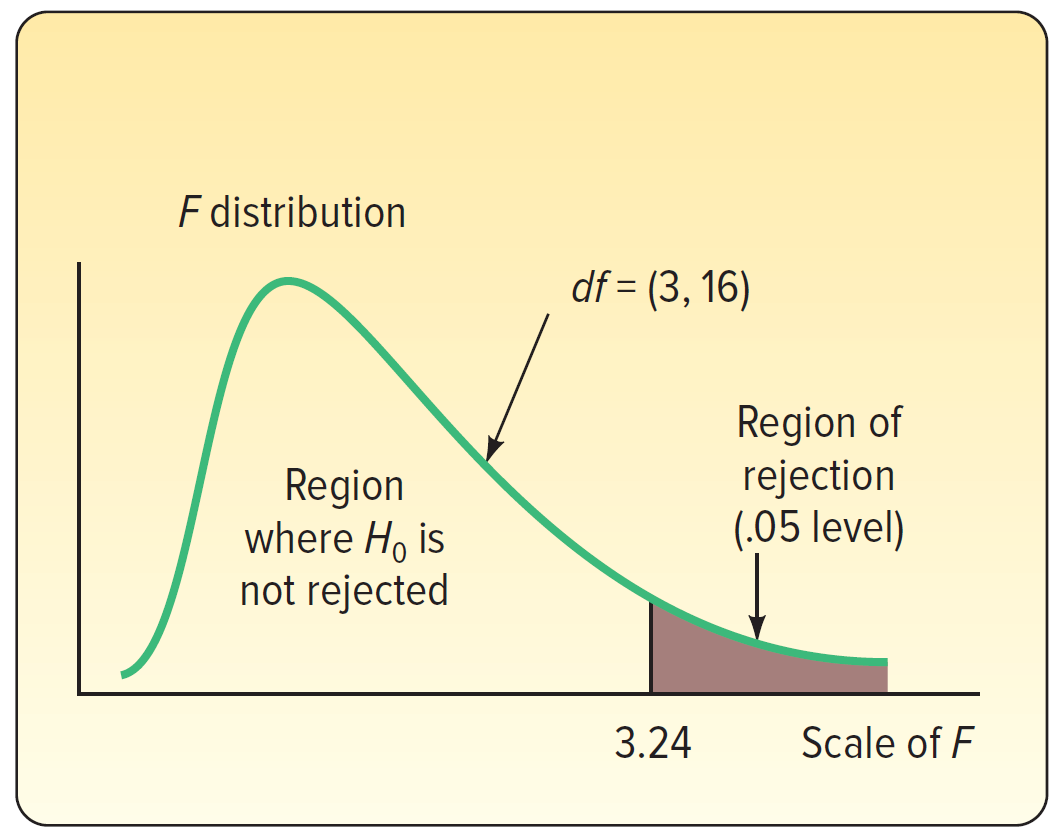 F distribution
df = (3, 16)
Region of
rejection
(.05 level)
Region
where H₀ is
not rejected
3.24
Scale of F